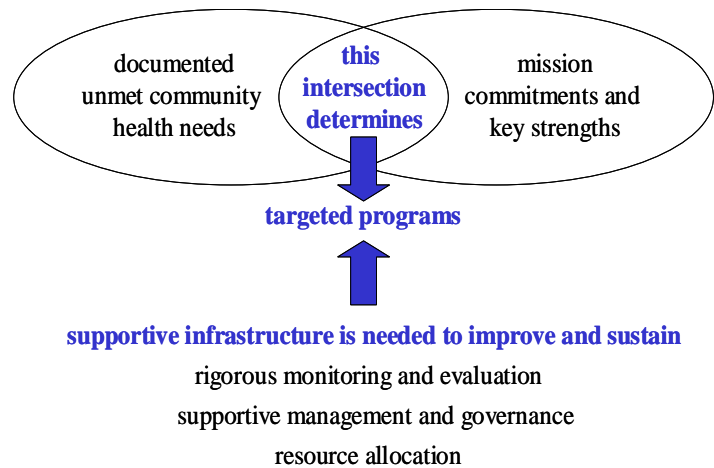 documented
unmet community
health needs
this
intersection
determines
mission
commitments and
key strengths
targeted programs
supportive infrastructure is needed to improve and sustain
rigorous monitoring and evaluation
supportive management and governance
resource allocation